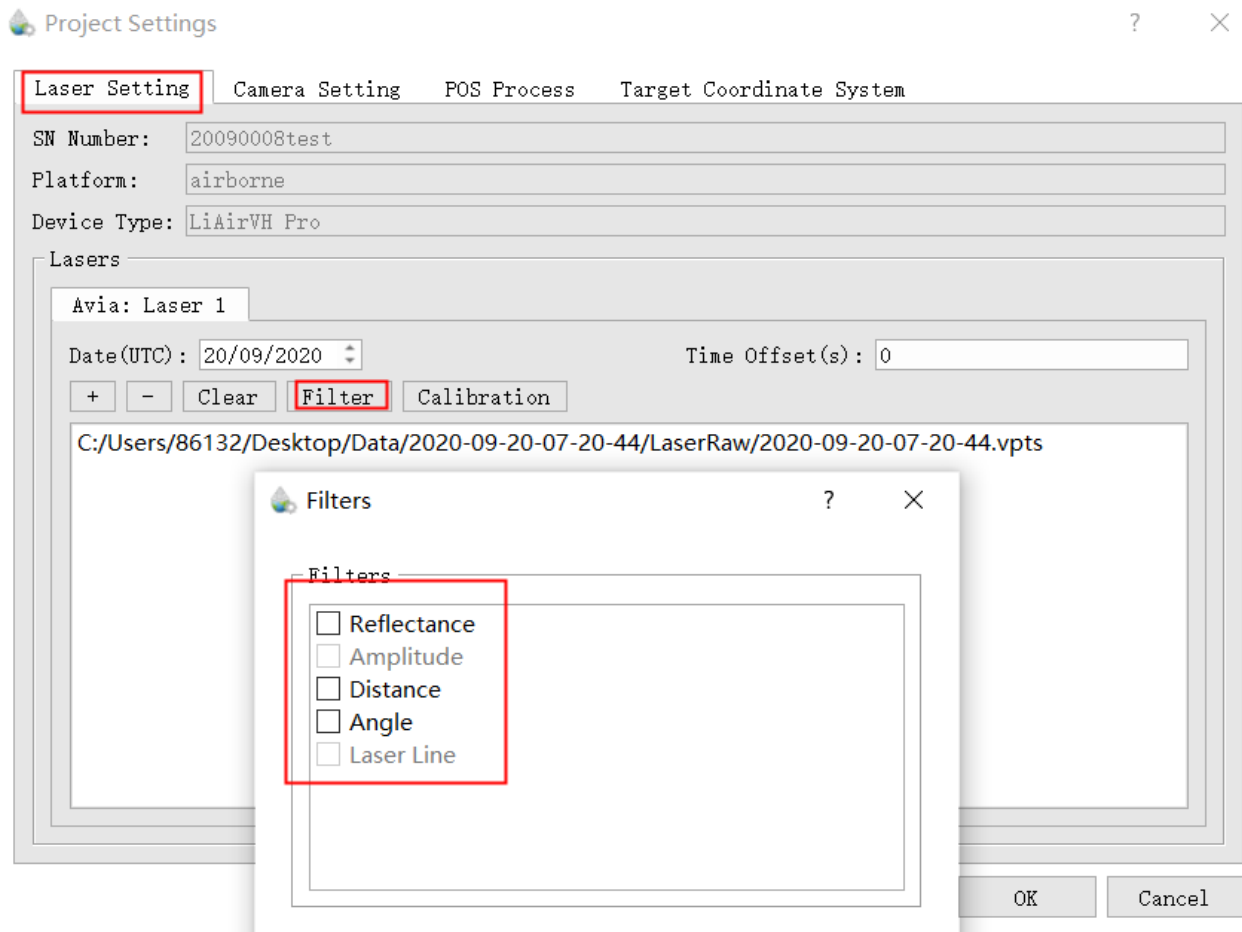 Project Settings ? ×
Laser Setting Camera Setting POS Process Target Coordinate System
SN Number: 20090008test
Platform: airborne
Device Type: LiAirVH Pro
Lasers
Avia: Laser 1
Date(UTC): 20/09/2020 Time Offset(s): 0
+ - Clear Filter Calibration
C:/Users/86132/Desktop/Data/2020-09-20-07-20-44/LaserRaw/2020-09-20-07-20-44.vpts
Filters ? ×
Filters
Reflectance
Amplitude
Distance
Angle
Laser Line
OK Cancel